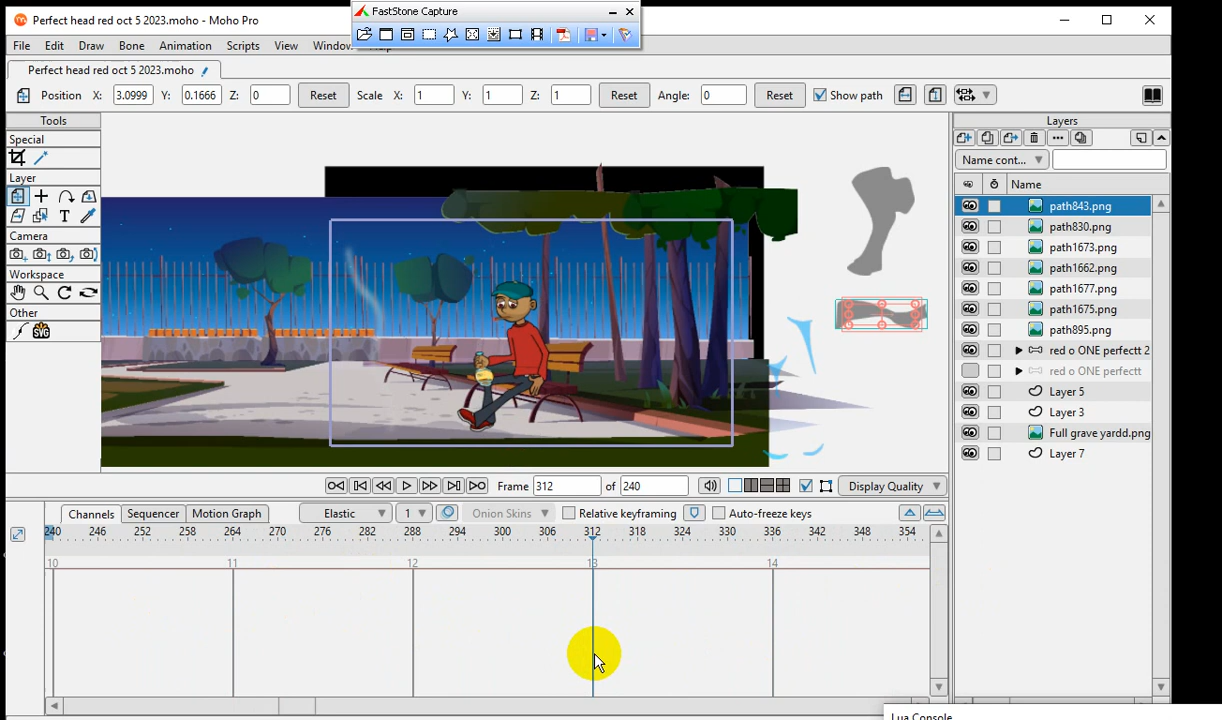 FastStone Capture
Perfect head red oct 5 2023.moho - Moho Pro
File Edit Draw Bone Animation Scripts View Window Help
Perfect head red oct 5 2023.moho
Position X: 3.0999 Y: 0.1666 Z: 0 Reset Scale X: 1 Y: 1 Z: 1 Reset Angle: 0 Reset Show path
Tools
Special
Layer
T
Camera
Workspace
Other
SVG
Layers
Name cont...
Name
path843.png
path830.png
path1673.png
path1662.png
path1677.png
path1675.png
path895.png
red o ONE perfectt 2
red o ONE perfectt
Layer 5
Layer 3
Full grave yardd.png
Layer 7
Frame 312 of 240 Display Quality
Channels Sequencer Motion Graph Elastic 1 Onion Skins Relative keyframing Auto-freeze keys
240 246 252 258 264 270 276 282 288 294 300 306 312 318 324 330 336 342 348 354
10 11 12 13 14
Lua Console